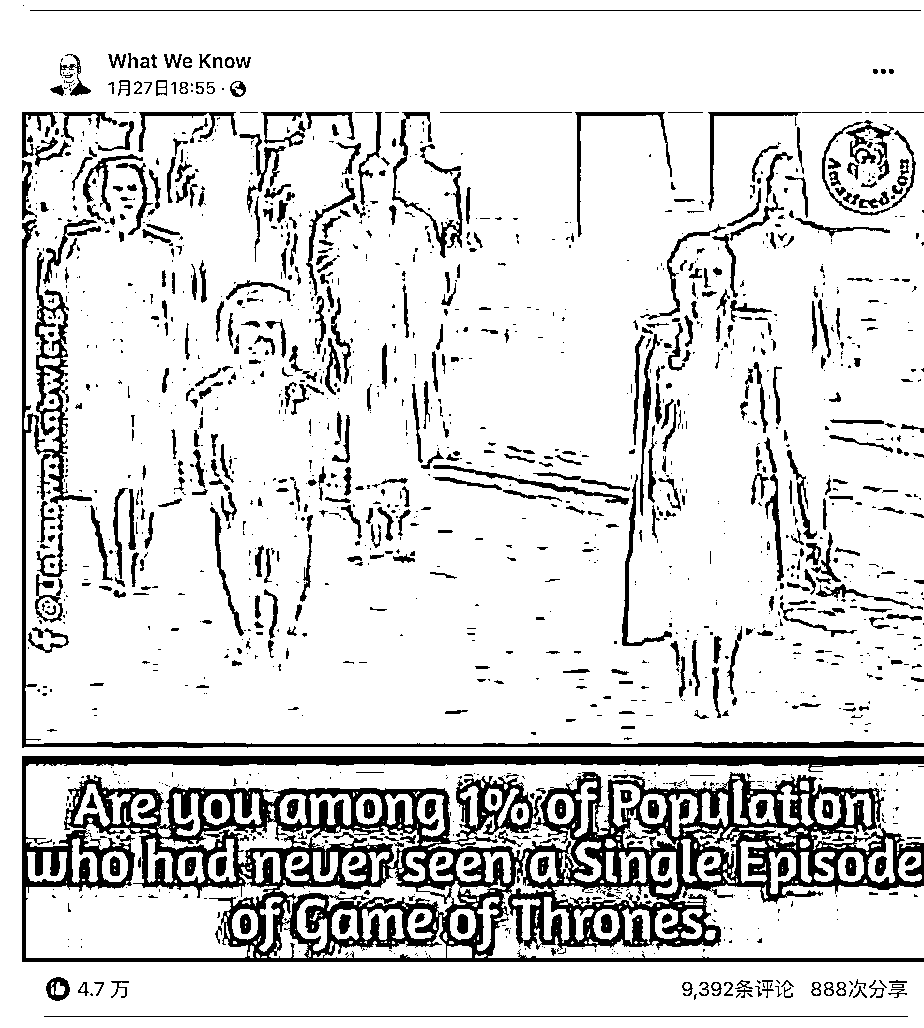 What We Know
1月27日18:55 ·
f @Unknown Knowledge
Are you among 1% of Population
who had never seen a Single Episode
of Game of Thrones.
4.7 万
9,392条评论 888次分享